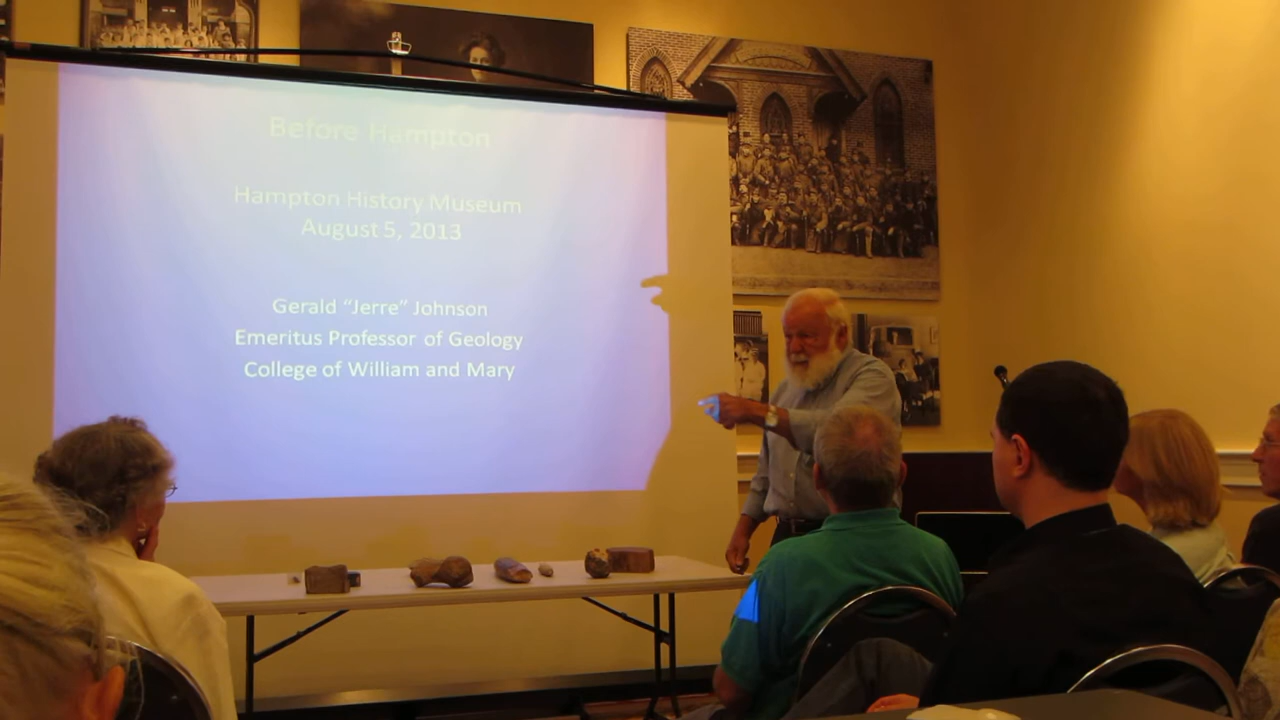 Before Hampton
Hampton History Museum
August 5, 2013
Gerald "Jerre" Johnson
Emeritus Professor of Geology
College of William and Mary